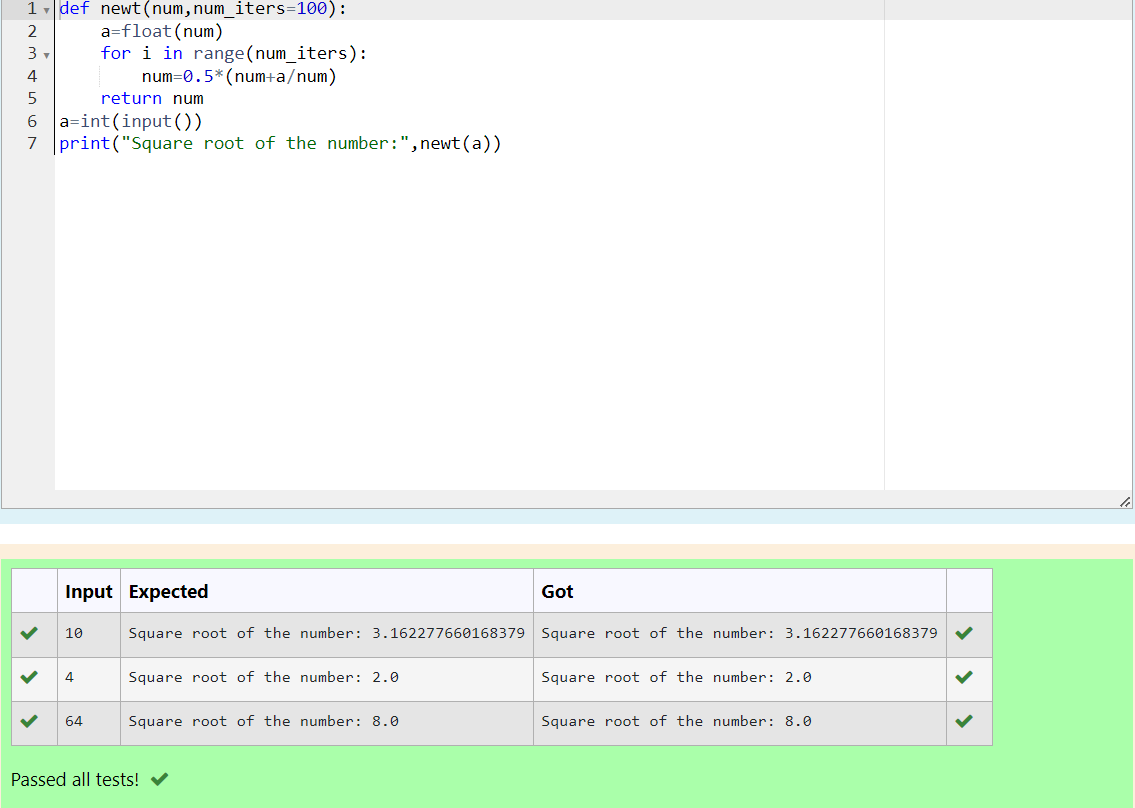 1 def newt(num,num_iters=100):
2     a=float(num)
3     for i in range(num_iters):
4         num=0.5*(num+a/num)
5     return num
6 a=int(input())
7 print("Square root of the number:",newt(a))
Input Expected Got
10 Square root of the number: 3.162277660168379 Square root of the number: 3.162277660168379
4 Square root of the number: 2.0 Square root of the number: 2.0
64 Square root of the number: 8.0 Square root of the number: 8.0
Passed all tests!